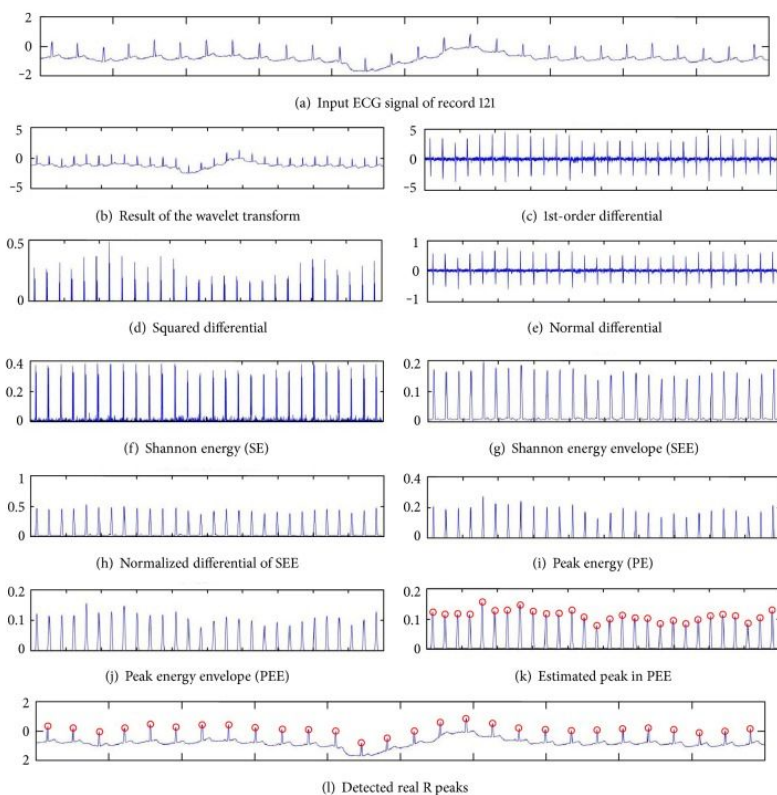 2
0
−2
(a) Input ECG signal of record 121
5
0
−5
(b) Result of the wavelet transform
5
0
−5
(c) 1st-order differential
0.5
0
(d) Squared differential
1
0
−1
(e) Normal differential
0.4
0.2
0
(f) Shannon energy (SE)
0.2
0.1
0
(g) Shannon energy envelope (SEE)
1
0.5
0
(h) Normalized differential of SEE
0.4
0.2
0
(i) Peak energy (PE)
0.2
0.1
0
(j) Peak energy envelope (PEE)
0.2
0.1
0
(k) Estimated peak in PEE
2
0
2
(l) Detected real R peaks